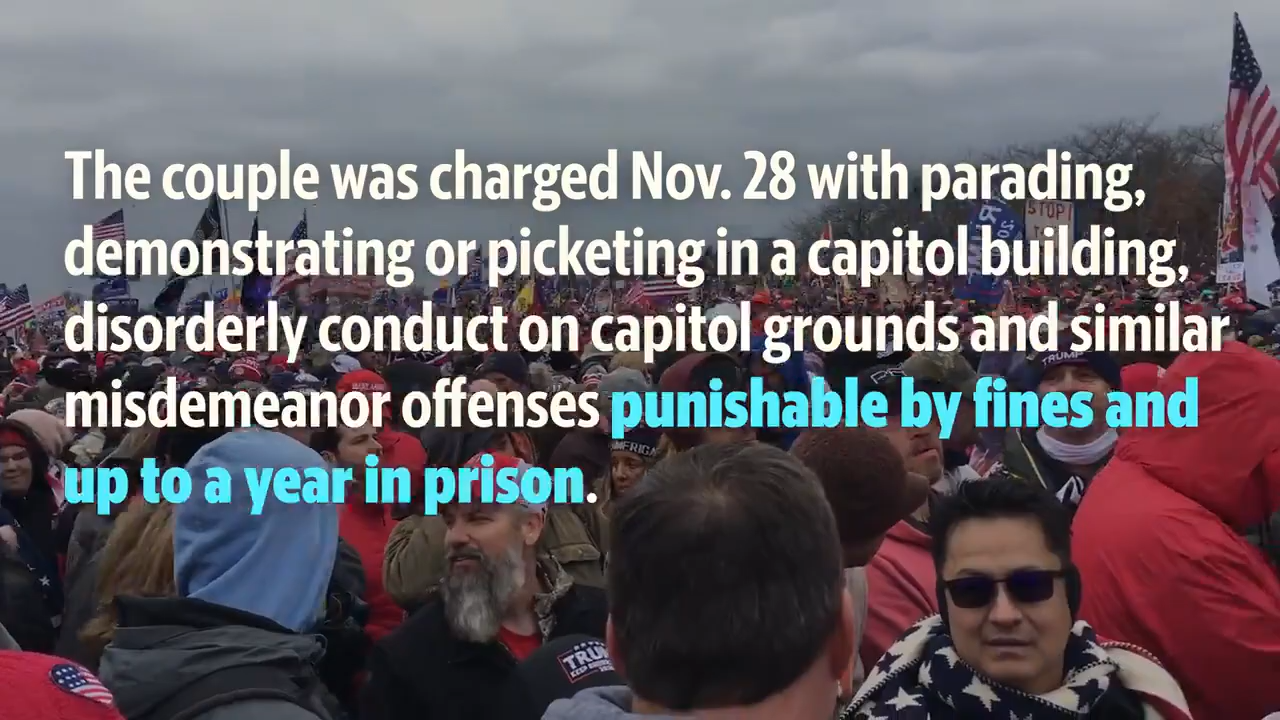 The couple was charged Nov. 28 with parading,
demonstrating or picketing in a capitol building,
disorderly conduct on capitol grounds and similar
misdemeanor offenses punishable by fines and
up to a year in prison.
STOP
TRUMP
TRUMP